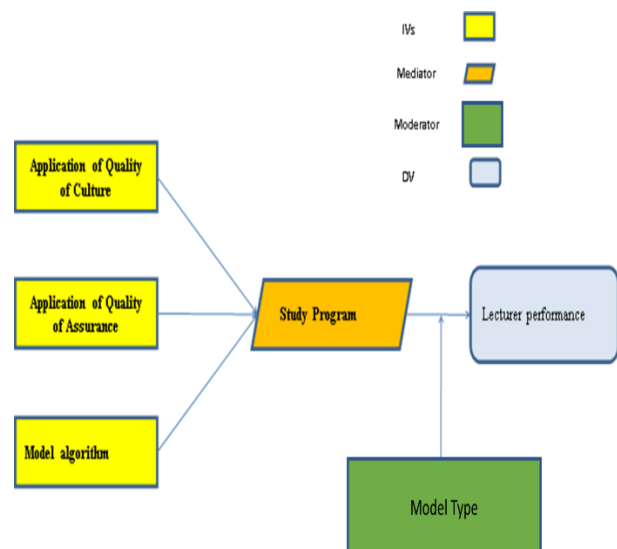 IVs
Mediator
Moderator
DV
Application of Quality
of Culture
Application of Quality
of Assurance
Study Program
Lecturer performance
Model algorithm
Model Type